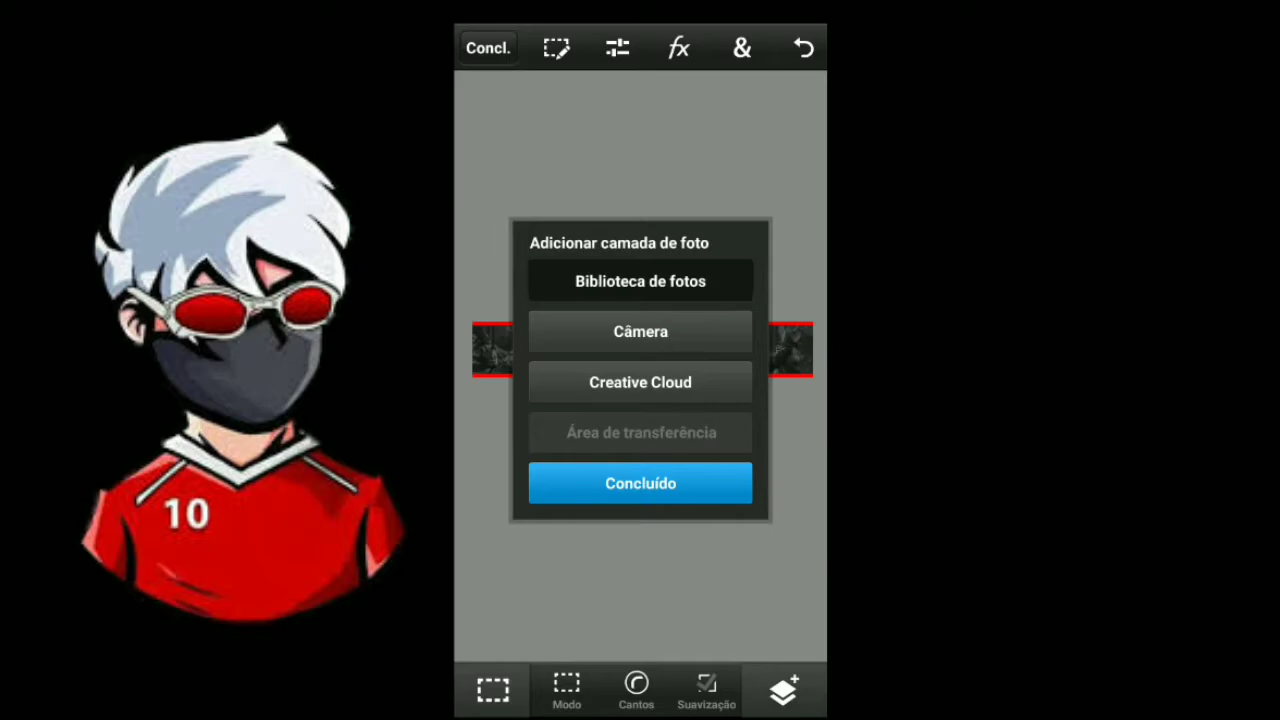 Concl.
fx
&
Adicionar camada de foto
Biblioteca de fotos
Câmera
Creative Cloud
Área de transferência
Concluído
10
Modo
Cantos
Suavização